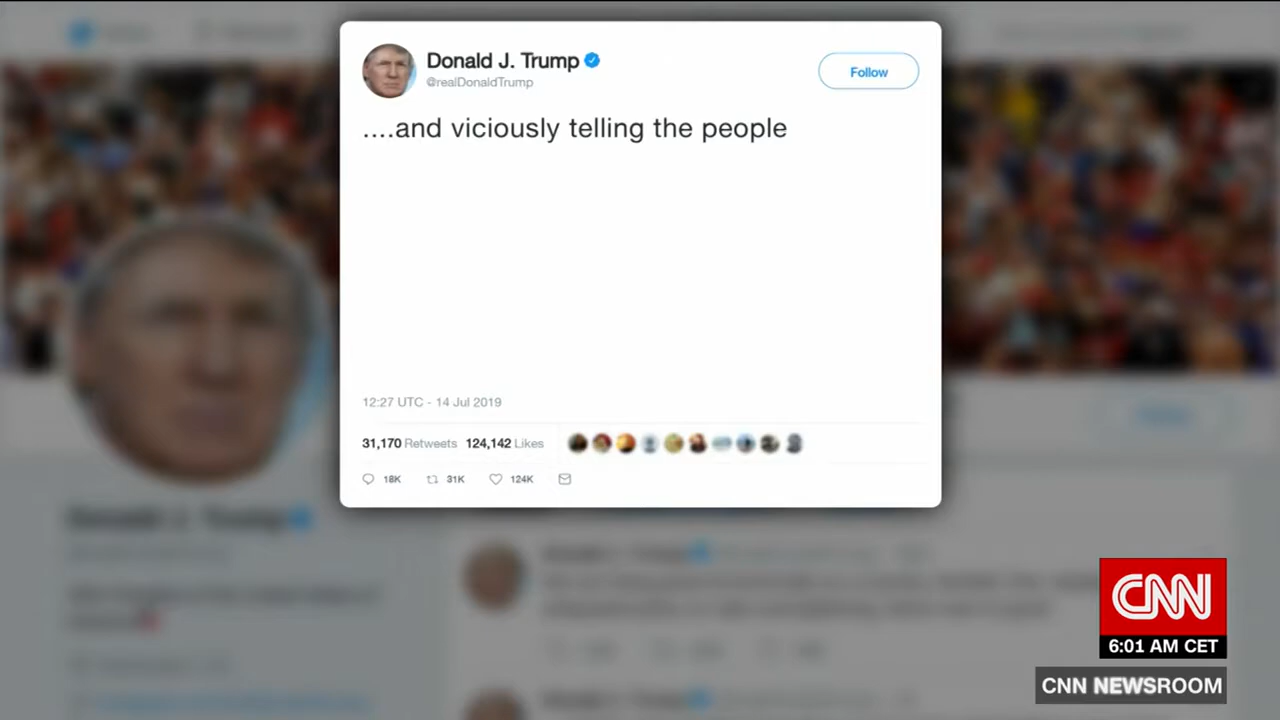 Donald J. Trump
@realDonaldTrump
Follow
....and viciously telling the people
12:27 UTC - 14 Jul 2019
31,170 Retweets 124,142 Likes
18K 31K 124K
CNN
6:01 AM CET
CNN NEWSROOM